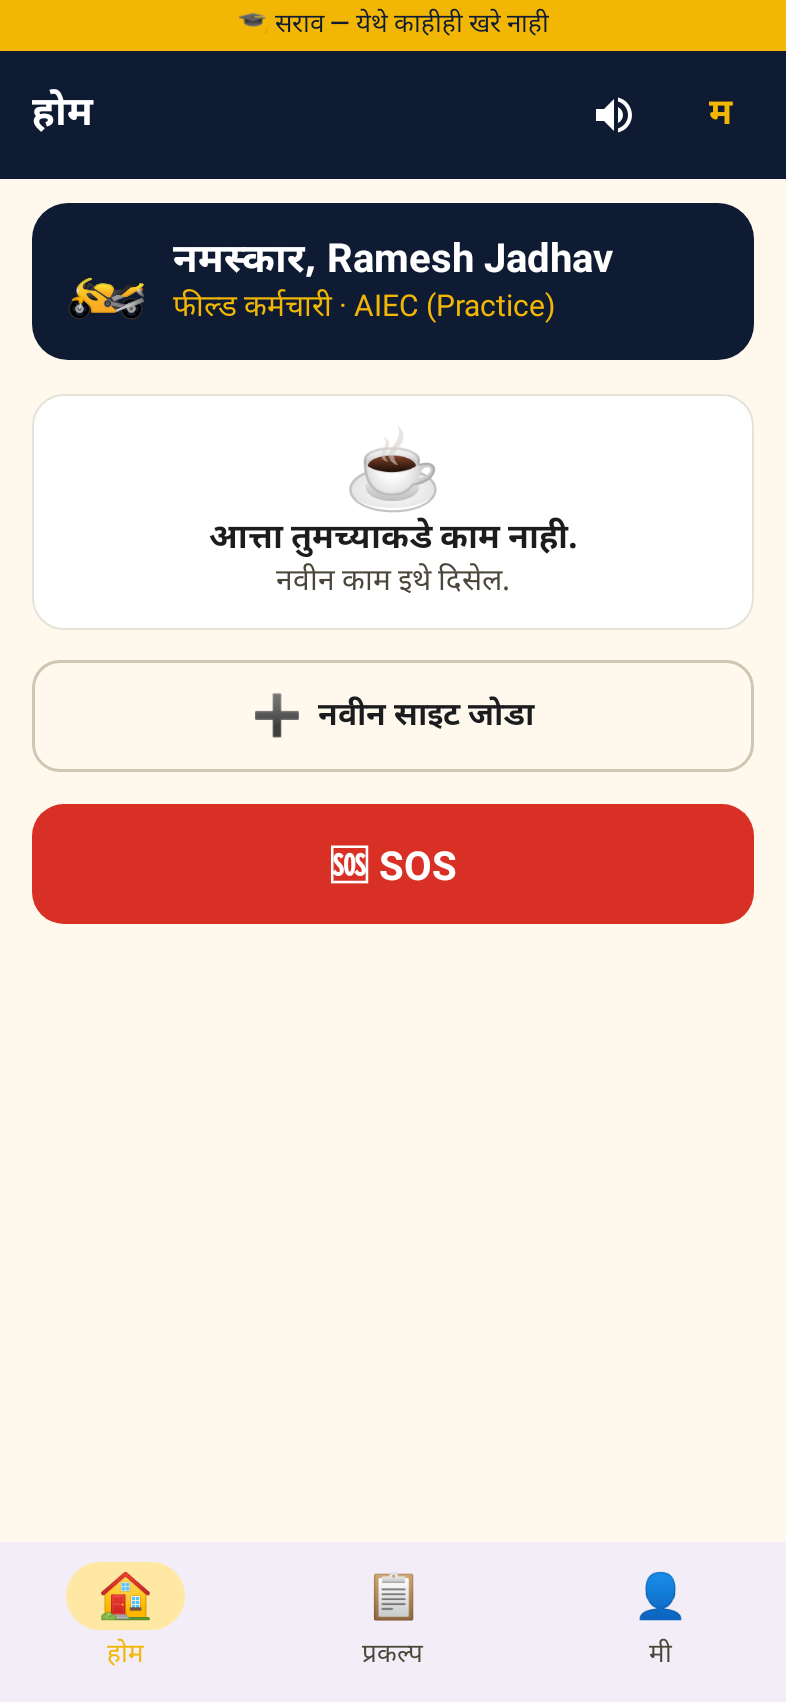 सराव — येथे काहीही खरे नाही
होम
म
नमस्कार, Ramesh Jadhav
फील्ड कर्मचारी · AIEC (Practice)
आत्ता तुमच्याकडे काम नाही.
नवीन काम इथे दिसेल.
➕ नवीन साइट जोडा
🆘 SOS
होम
प्रकल्प
मी